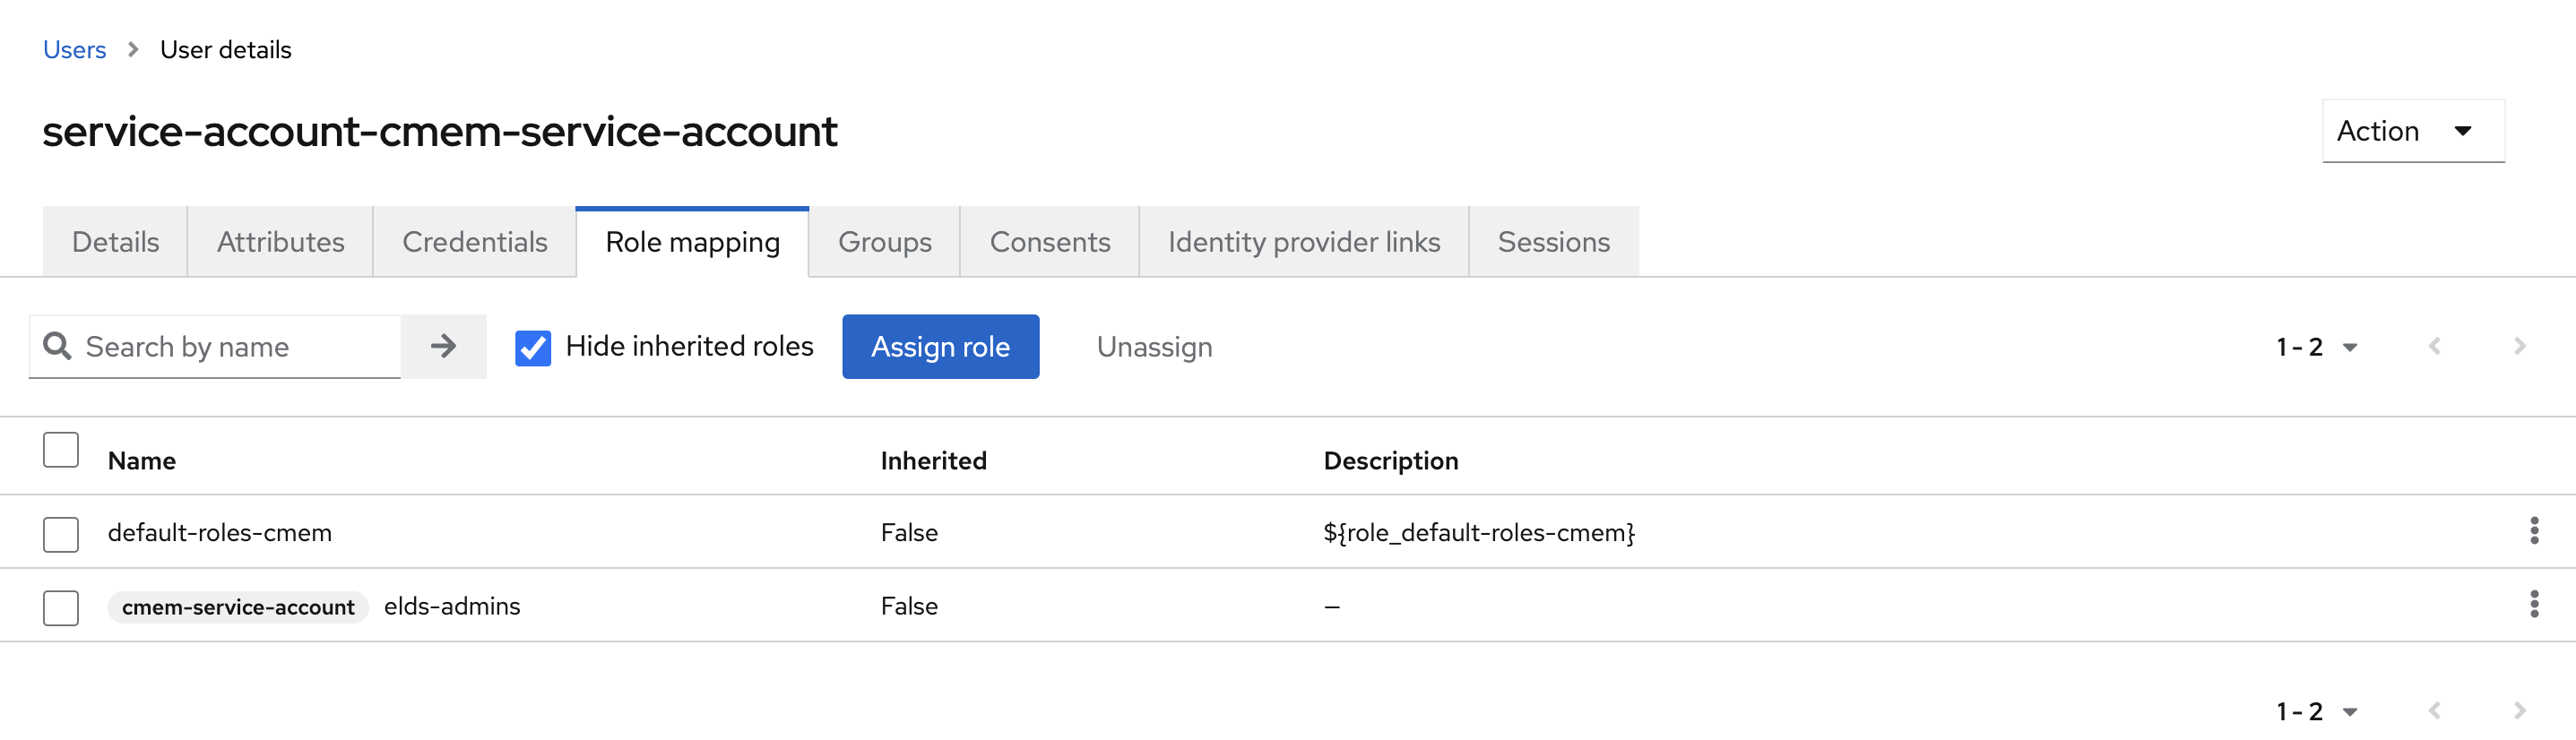 Users > User details
service-account-cmem-service-account
Action
Details Attributes Credentials Role mapping Groups Consents Identity provider links Sessions
Search by name Hide inherited roles Assign role Unassign 1 - 2
Name Inherited Description
default-roles-cmem False ${role_default-roles-cmem}
cmem-service-account elds-admins False –
1 - 2